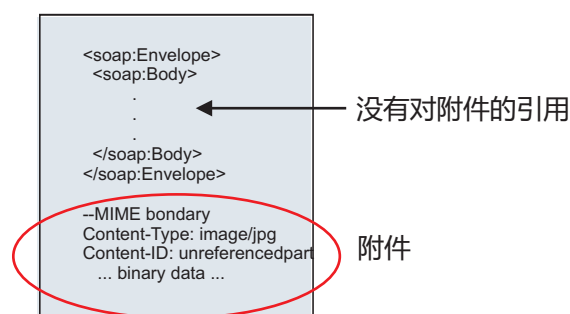 <soap:Envelope>
<soap:Body>
.
.
.
</soap:Body>
</soap:Envelope>
没有对附件的引用
--MIME bondary
Content-Type: image/jpg
Content-ID: unreferencedpart
... binary data ...
附件